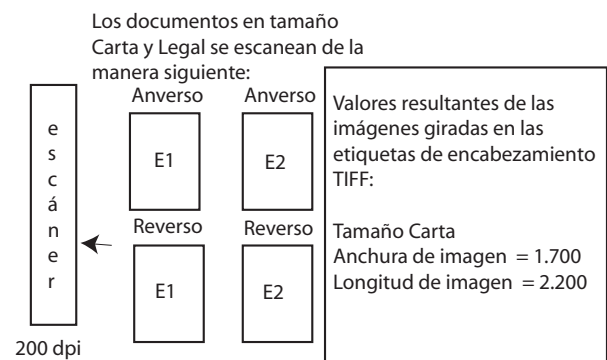 Los documentos en tamaño
Carta y Legal se escanean de la
manera siguiente:
escáner
200 dpi
Anverso
Anverso
E1
E2
Reverso
Reverso
E1
E2
Valores resultantes de las
imágenes giradas en las
etiquetas de encabezamiento
TIFF:
Tamaño Carta
Anchura de imagen = 1.700
Longitud de imagen = 2.200